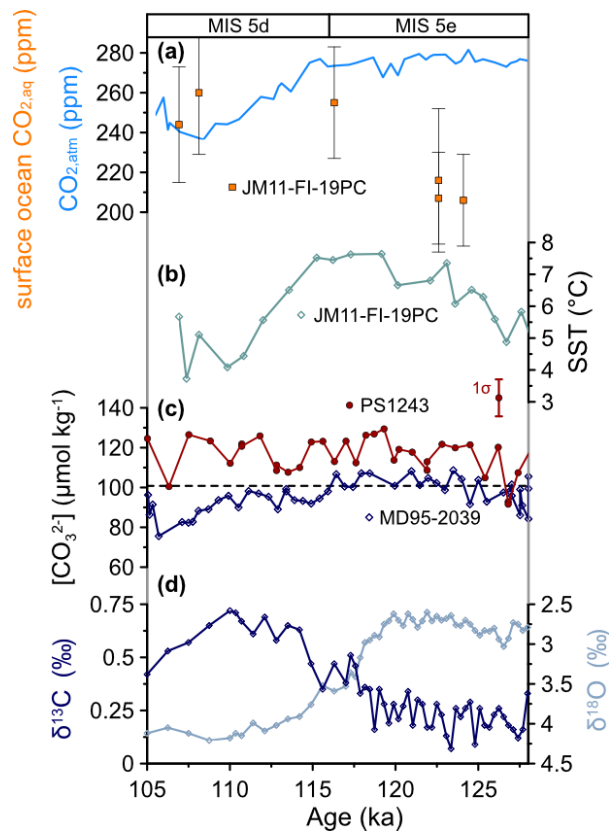 MIS 5d MIS 5e
(a)
surface ocean CO₂,aq (ppm)
CO₂,atm (ppm)
280
260
240
220
200
JM11-FI-19PC
(b)
JM11-FI-19PC
SST (°C)
8
7
6
5
4
3
1σ
(c)
PS1243
[CO₃²⁻] (μmol kg⁻¹)
140
120
100
80
60
MD95-2039
(d)
δ¹³C (‰)
0.75
0.5
0.25
0
δ¹⁸O (‰)
2.5
3
3.5
4
4.5
105 110 115 120 125
Age (ka)